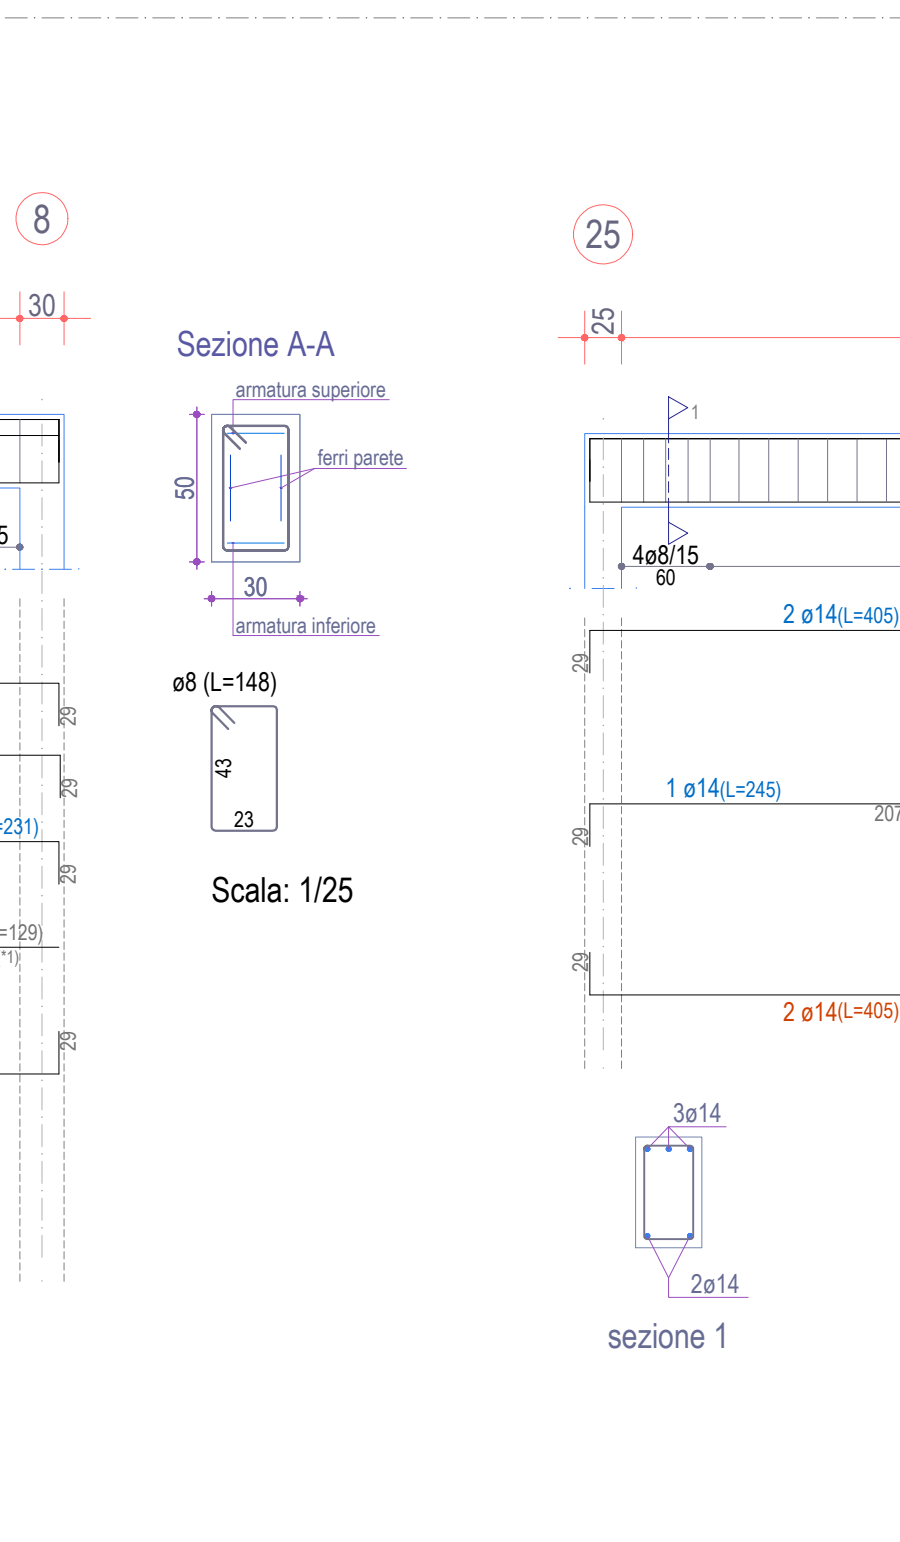 8
30
5
29
29
=231)
29
=129)
*1)
29
Sezione A-A
armatura superiore
ferri parete
50
30
armatura inferiore
ø8 (L=148)
43
23
Scala: 1/25
25
25
1
4ø8/15
60
2 ø14(L=405)
29
1 ø14(L=245)
207
29
29
2 ø14(L=405)
3ø14
2ø14
sezione 1